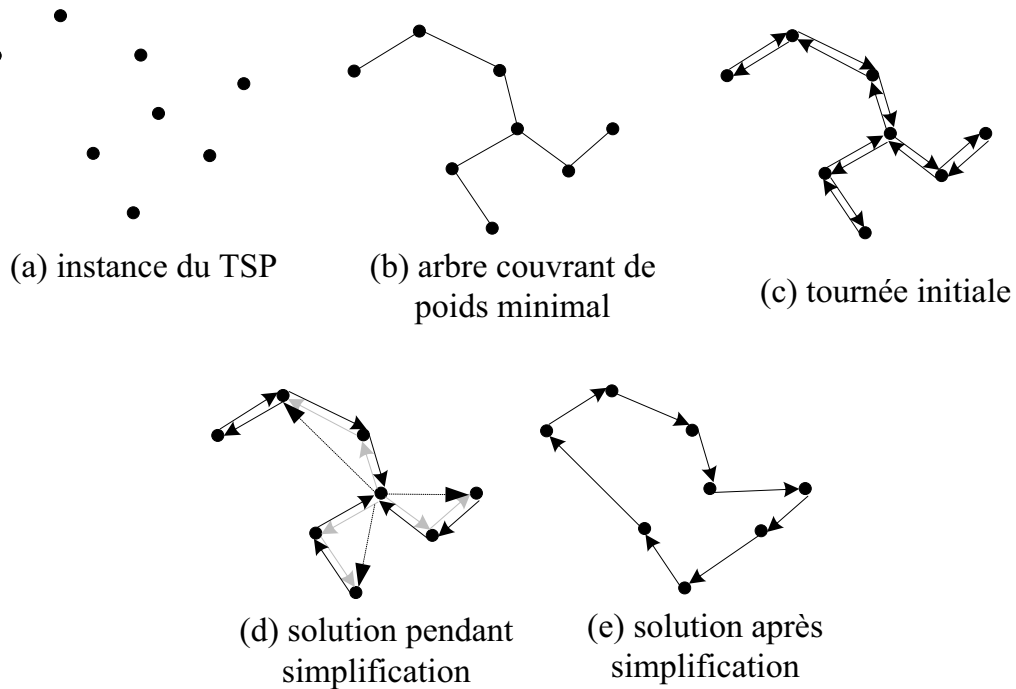 (a) instance du TSP
(b) arbre couvrant de
poids minimal
(c) tournée initiale
(d) solution pendant
simplification
(e) solution après
simplification